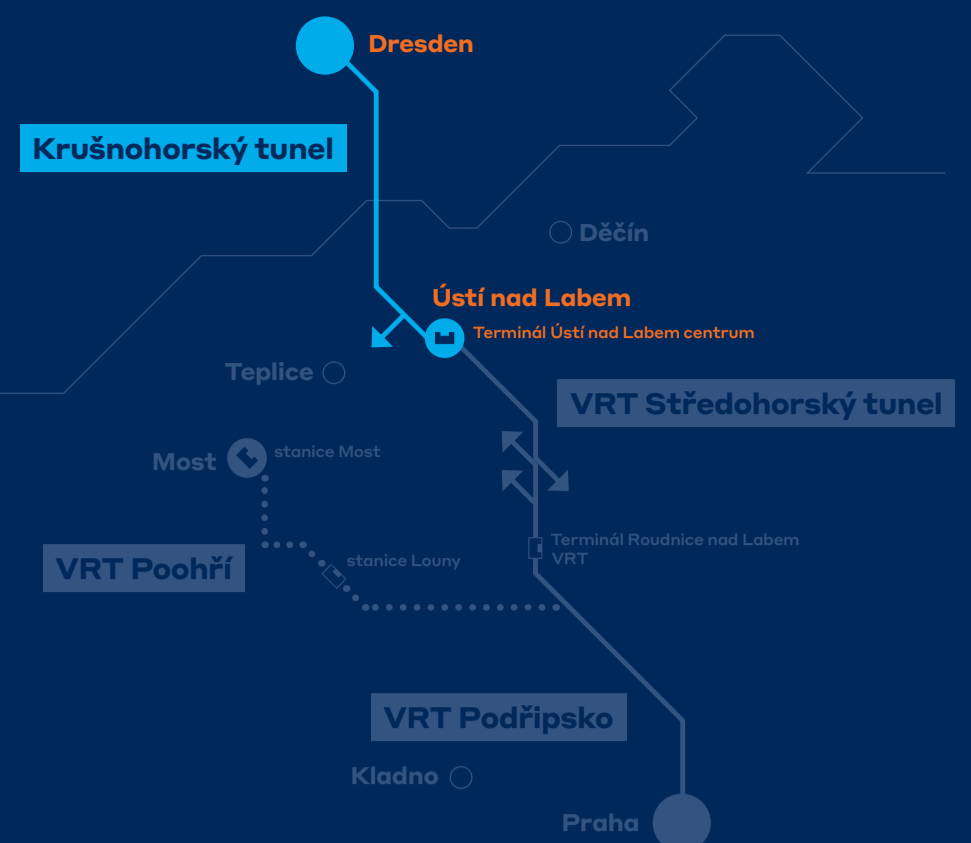 Dresden
Krušnohorský tunel
Děčín
Ústí nad Labem
Terminál Ústí nad Labem centrum
Teplice
VRT Středohorský tunel
Most
stanice Most
Terminál Roudnice nad Labem
VRT
VRT Poohří
stanice Louny
VRT Podřipsko
Kladno
Praha